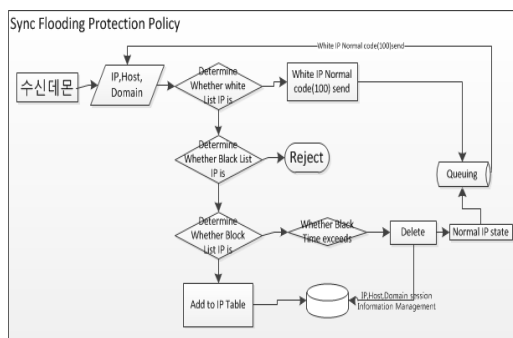 Sync Flooding Protection Policy
White IP Normal code(100)send
수신데몬
IP,Host,
Domain
Determine
Whether white
List IP is
White IP Normal
code(100) send
Determine
Whether Black List
IP is
Reject
Queuing
Determine
Whether Block
List IP is
Whether Black
Time exceeds
Delete
Normal IP state
Add to IP Table
IP,Host,Domain session
Information Management